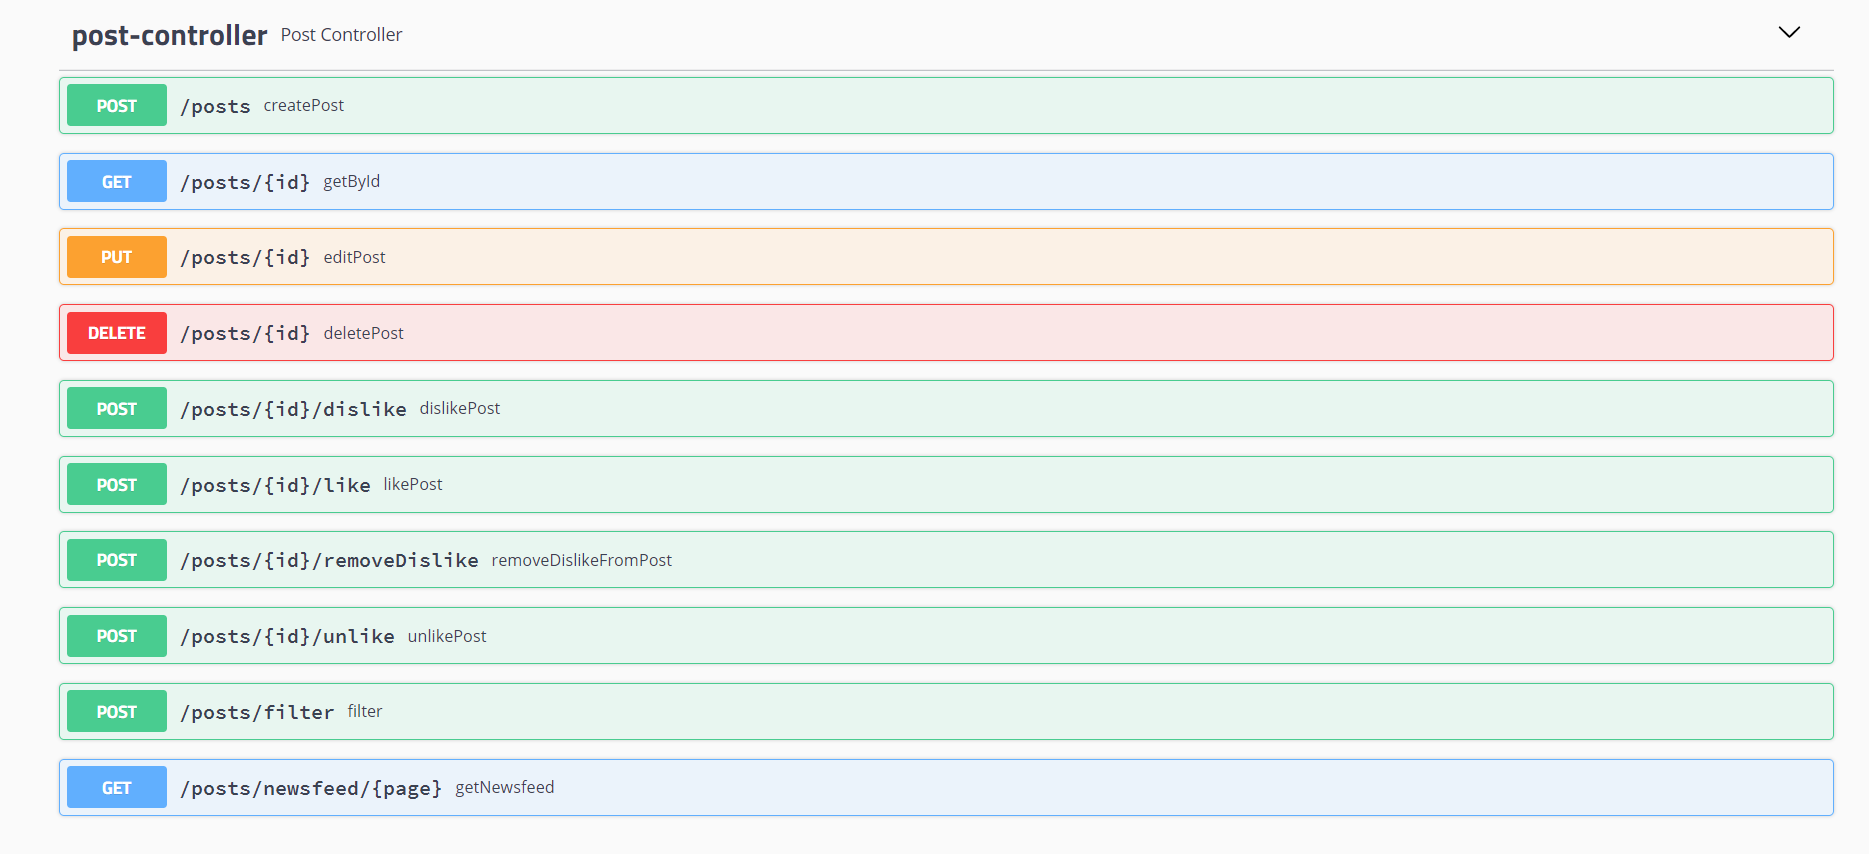 post-controller Post Controller
POST /posts createPost
GET /posts/{id} getById
PUT /posts/{id} editPost
DELETE /posts/{id} deletePost
POST /posts/{id}/dislike dislikePost
POST /posts/{id}/like likePost
POST /posts/{id}/removeDislike removeDislikeFromPost
POST /posts/{id}/unlike unlikePost
POST /posts/filter filter
GET /posts/newsfeed/{page} getNewsfeed